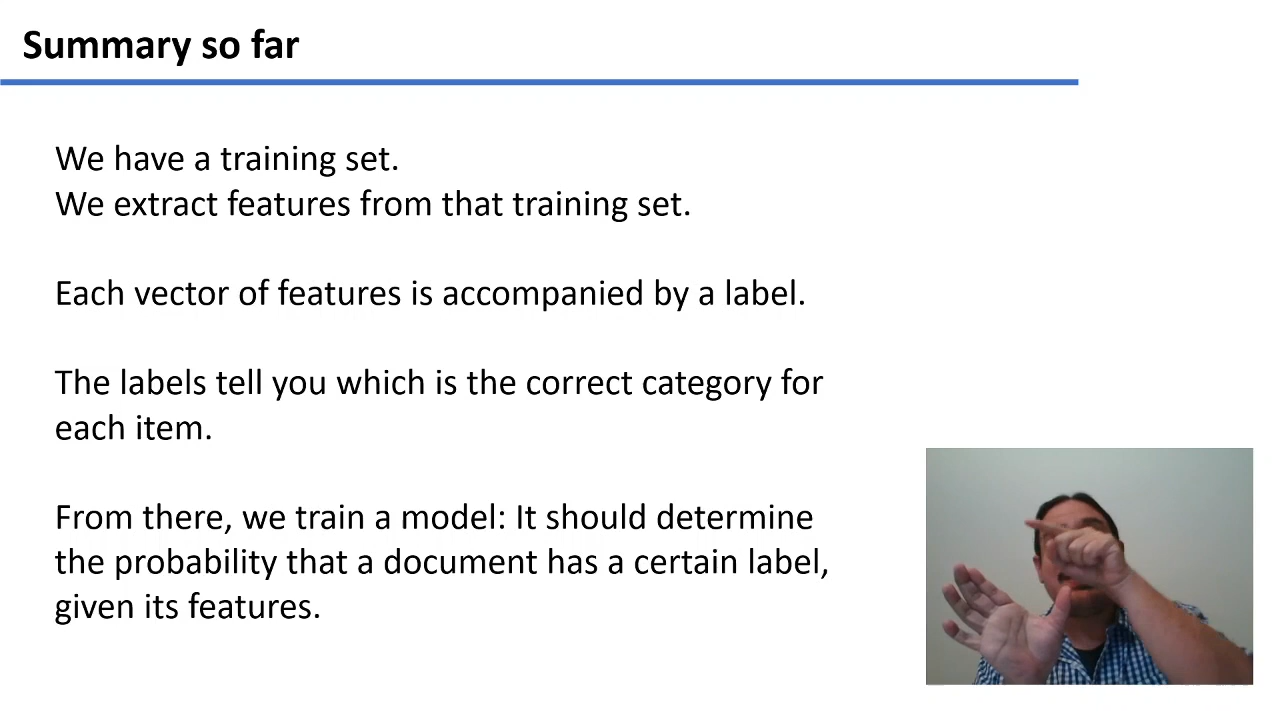 Summary so far
We have a training set.
We extract features from that training set.
Each vector of features is accompanied by a label.
The labels tell you which is the correct category for
each item.
From there, we train a model: It should determine
the probability that a document has a certain label,
given its features.